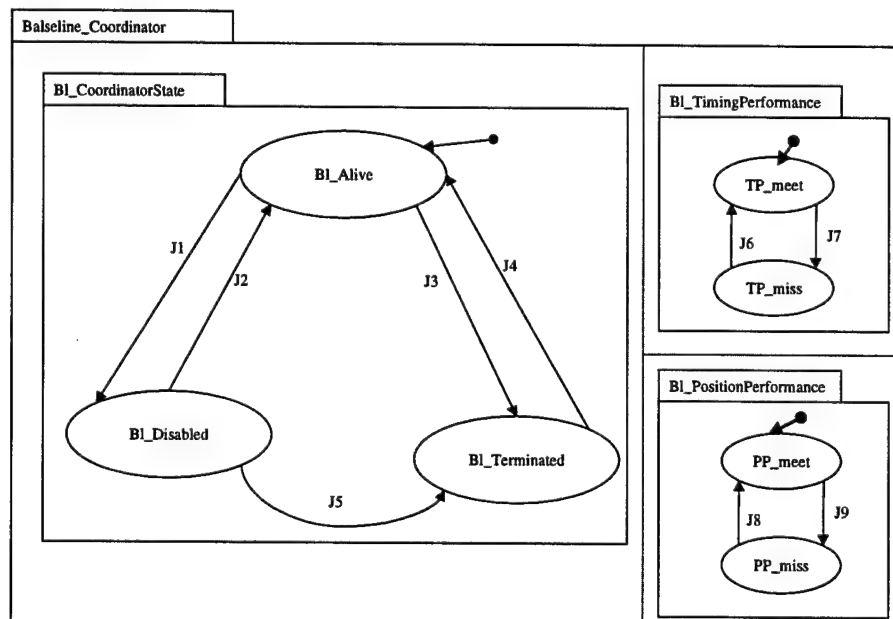 Balseline_Coordinator
Bl_CoordinatorState
Bl_Alive
J1
J2
J3
J4
Bl_Disabled
Bl_Terminated
J5
Bl_TimingPerformance
TP_meet
J6
J7
TP_miss
Bl_PositionPerformance
PP_meet
J8
J9
PP_miss